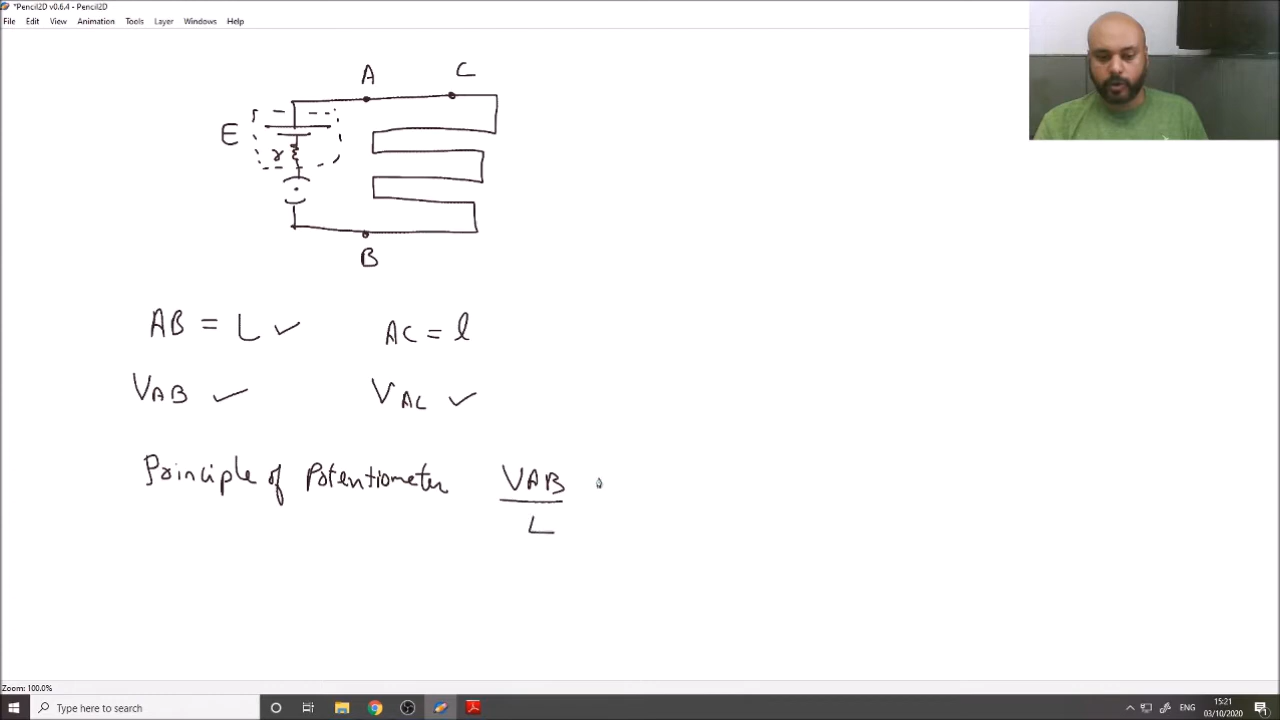 *Pencil2D v0.6.4 - Pencil2D
File Edit View Animation Tools Layer Windows Help
A C
E
r
B
AB = L ✓ AC = l
VAB ✓ VAC ✓
Principle of Potentiometer VAB
L
Zoom: 100.0%
Type here to search
ENG
15:21
03/10/2020
1